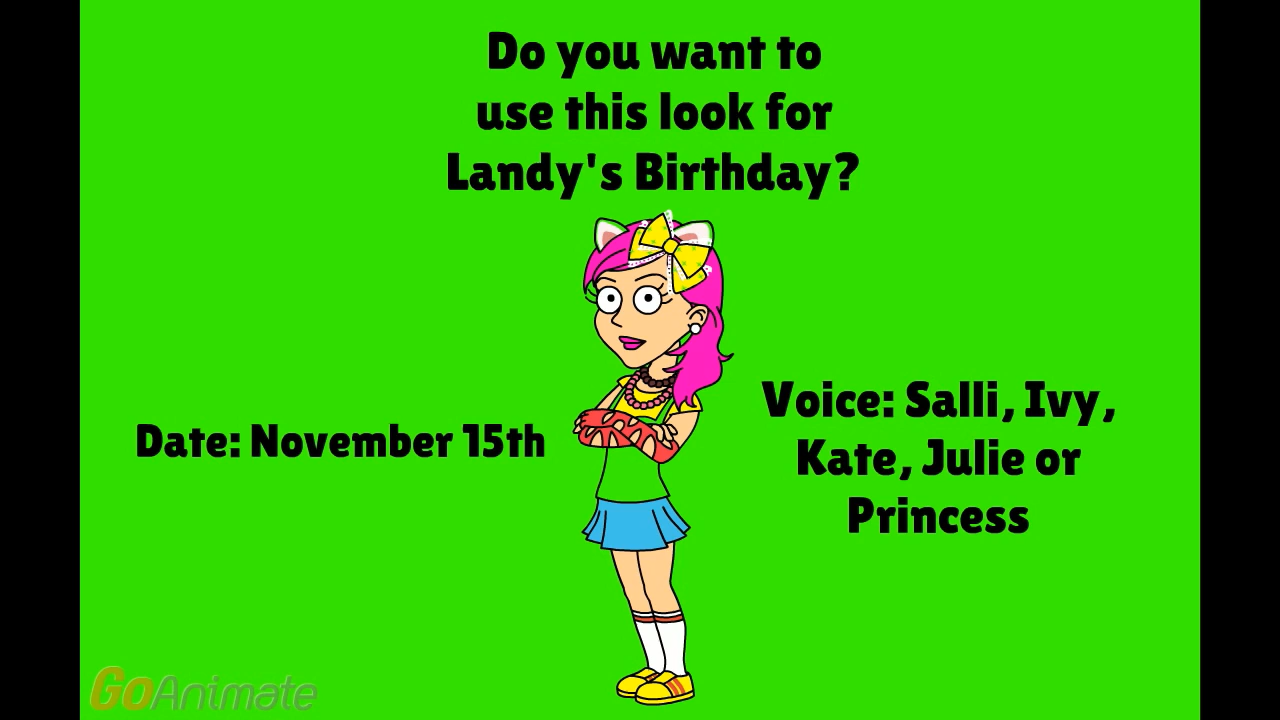 Do you want to
use this look for
Landy's Birthday?
Date: November 15th
Voice: Salli, Ivy,
Kate, Julie or
Princess
GoAnimate